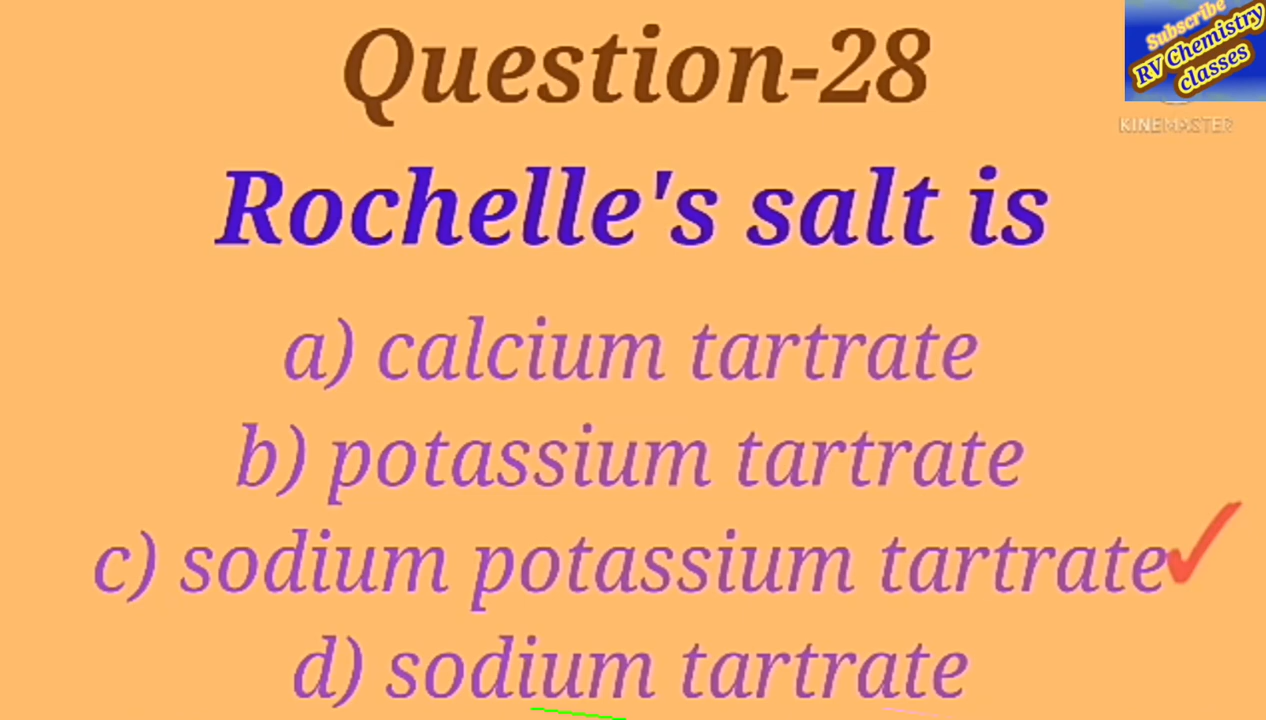 Question-28
Subscribe
RV Chemistry
classes
KINEMASTER
Rochelle's salt is
a) calcium tartrate
b) potassium tartrate
c) sodium potassium tartrate✓
d) sodium tartrate